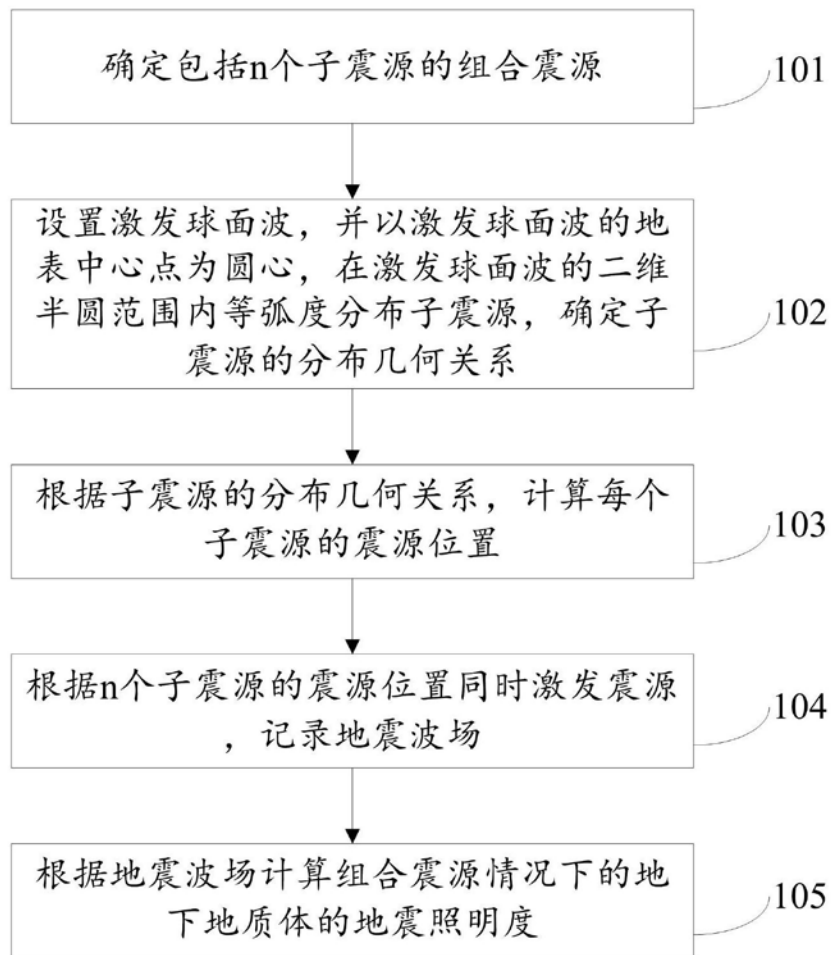 确定包括n个子震源的组合震源
101
设置激发球面波，并以激发球面波的地
表中心点为圆心，在激发球面波的二维
半圆范围内等弧度分布子震源，确定子
震源的分布几何关系
102
根据子震源的分布几何关系，计算每个
子震源的震源位置
103
根据n个子震源的震源位置同时激发震源
，记录地震波场
104
根据地震波场计算组合震源情况下的地
下地质体的地震照明度
105